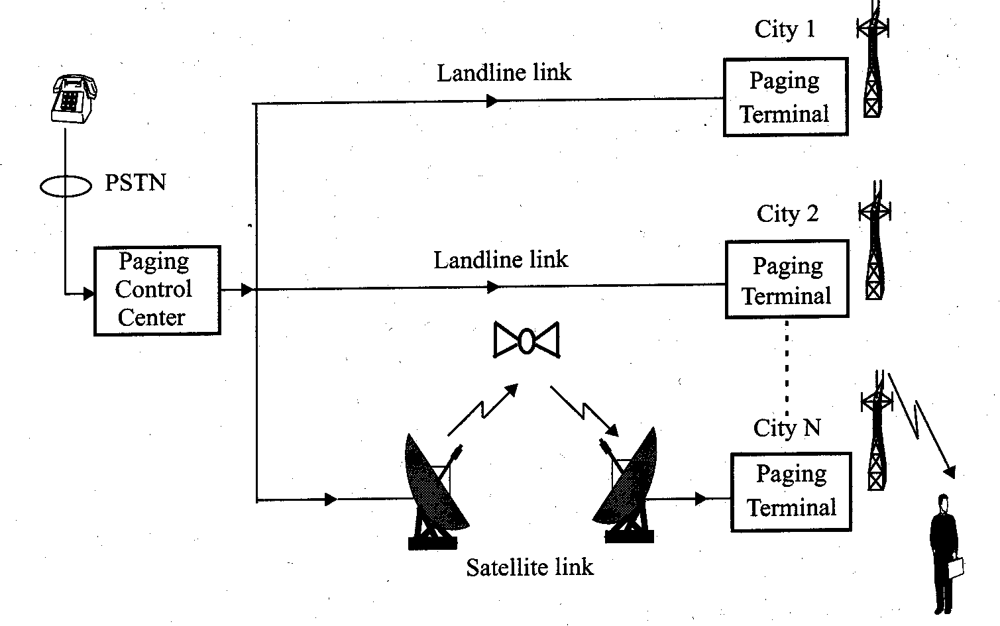 City 1
Landline link
Paging
Terminal
PSTN
City 2
Paging
Control
Center
Landline link
Paging
Terminal
City N
Paging
Terminal
Satellite link